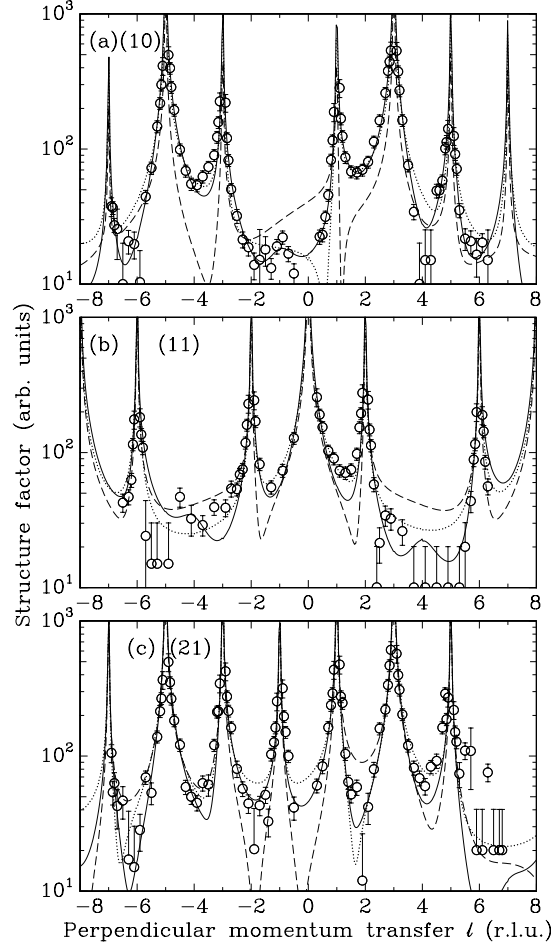 Structure factor (arb. units)
10³
(a)(10)
10²
10¹
−8 −6 −4 −2 0 2 4 6 8
10³
(b) (11)
10²
10¹
−8 −6 −4 −2 0 2 4 6 8
10³
(c) (21)
10²
10¹
−8 −6 −4 −2 0 2 4 6 8
Perpendicular momentum transfer l (r.l.u.)